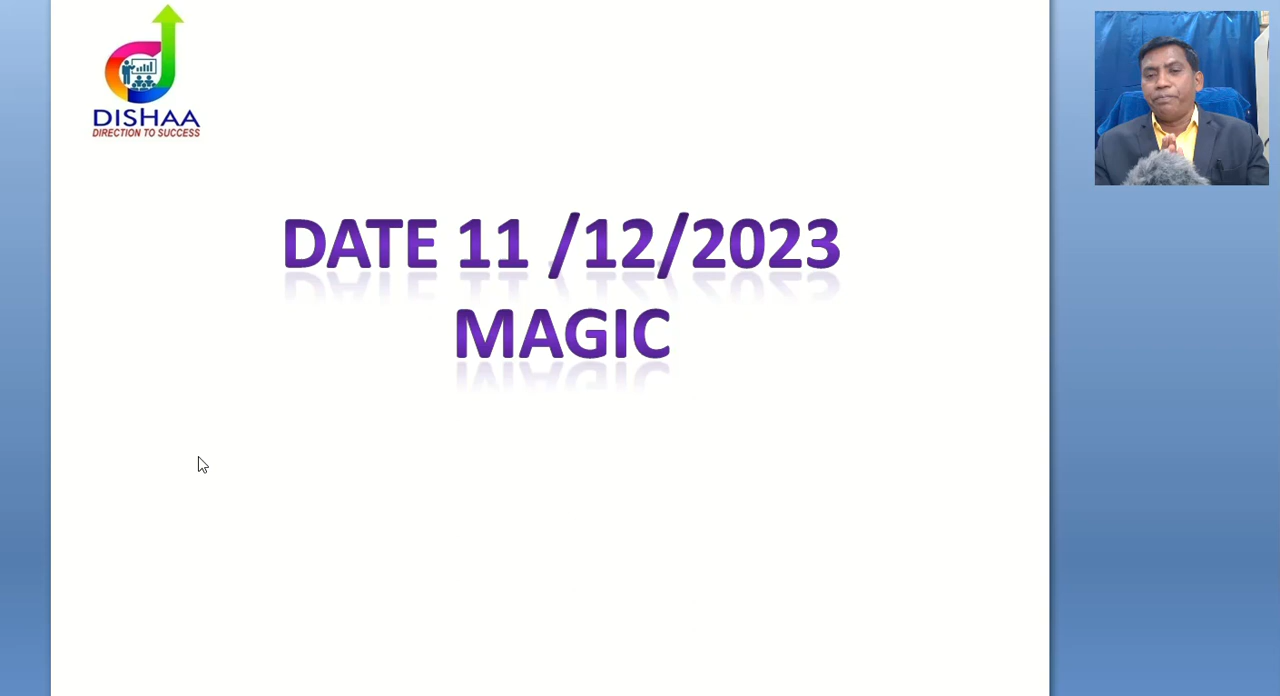 DISHAA
DIRECTION TO SUCCESS
DATE 11 /12/2023
MAGIC